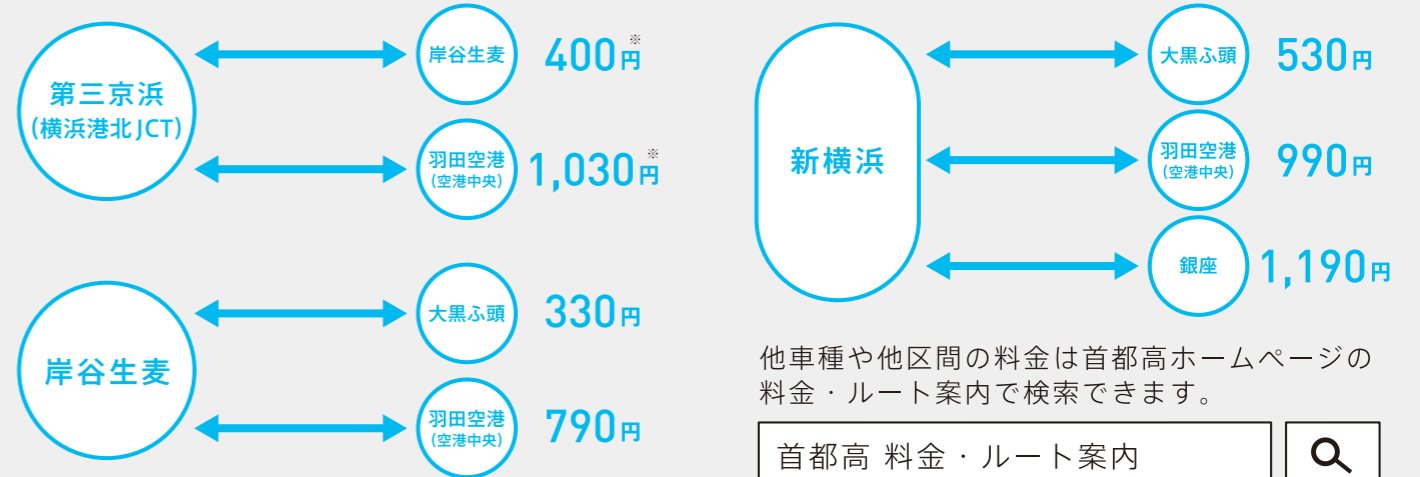 第三京浜
(横浜港北JCT)
岸谷生麦
400円※
羽田空港
(空港中央)
1,030円※
岸谷生麦
大黒ふ頭
330円
羽田空港
(空港中央)
790円
新横浜
大黒ふ頭
530円
羽田空港
(空港中央)
990円
銀座
1,190円
他車種や他区間の料金は首都高ホームページの
料金・ルート案内で検索できます。
首都高 料金・ルート案内